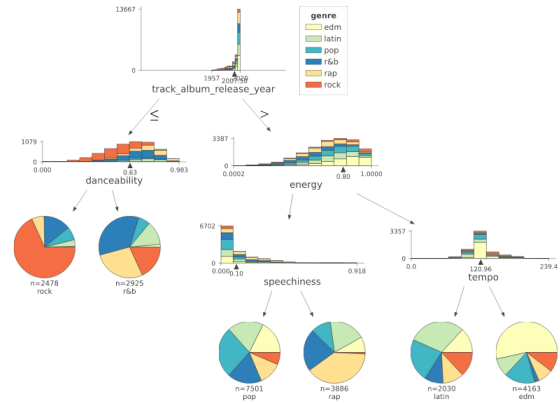 13667
0
1957 2020
2007.50
track_album_release_year
genre
edm
latin
pop
r&b
rap
rock
≤
>
1079
0
0.000 0.63 0.983
danceability
3387
0
0.0002 0.80 1.0000
energy
n=2478
rock
n=2925
r&b
6702
0
0.000 0.10 0.918
speechiness
3357
0
0.0 120.96 239.4
tempo
n=7501
pop
n=3886
rap
n=2030
latin
n=4163
edm